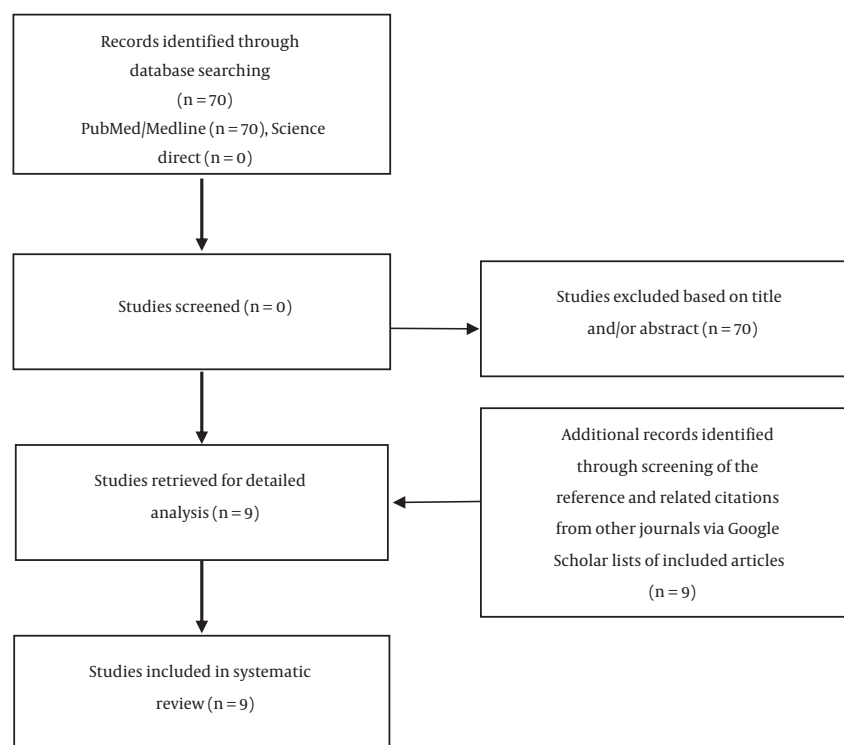 Records identified through
database searching
(n = 70)
PubMed/Medline (n = 70), Science
direct (n = 0)
Studies screened (n = 0)
Studies excluded based on title
and/or abstract (n = 70)
Additional records identified
through screening of the
reference and related citations
from other journals via Google
Scholar lists of included articles
(n = 9)
Studies retrieved for detailed
analysis (n = 9)
Studies included in systematic
review (n = 9)